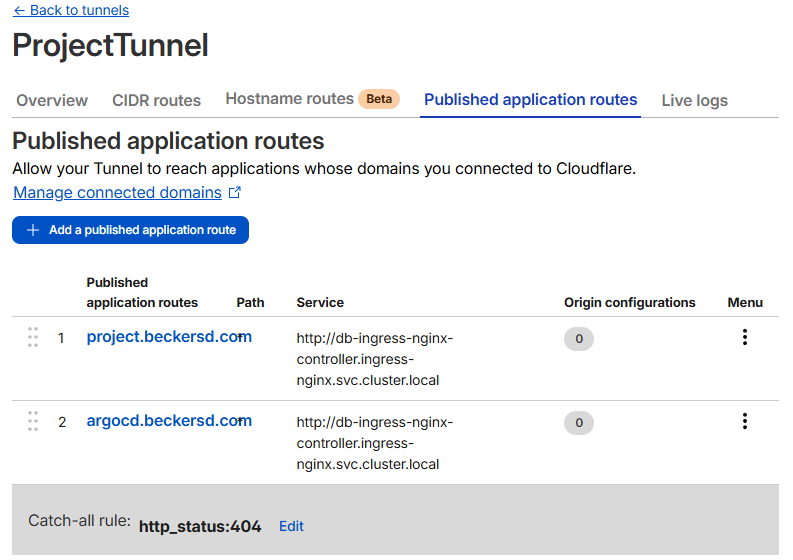 ← Back to tunnels
ProjectTunnel
Overview CIDR routes Hostname routes Beta Published application routes Live logs
Published application routes
Allow your Tunnel to reach applications whose domains you connected to Cloudflare.
Manage connected domains
+ Add a published application route
Published
application routes Path Service Origin configurations Menu
1 project.beckersd.com * http://db-ingress-nginx-
controller.ingress-
nginx.svc.cluster.local
0
2 argocd.beckersd.com * http://db-ingress-nginx-
controller.ingress-
nginx.svc.cluster.local
0
Catch-all rule: http_status:404 Edit